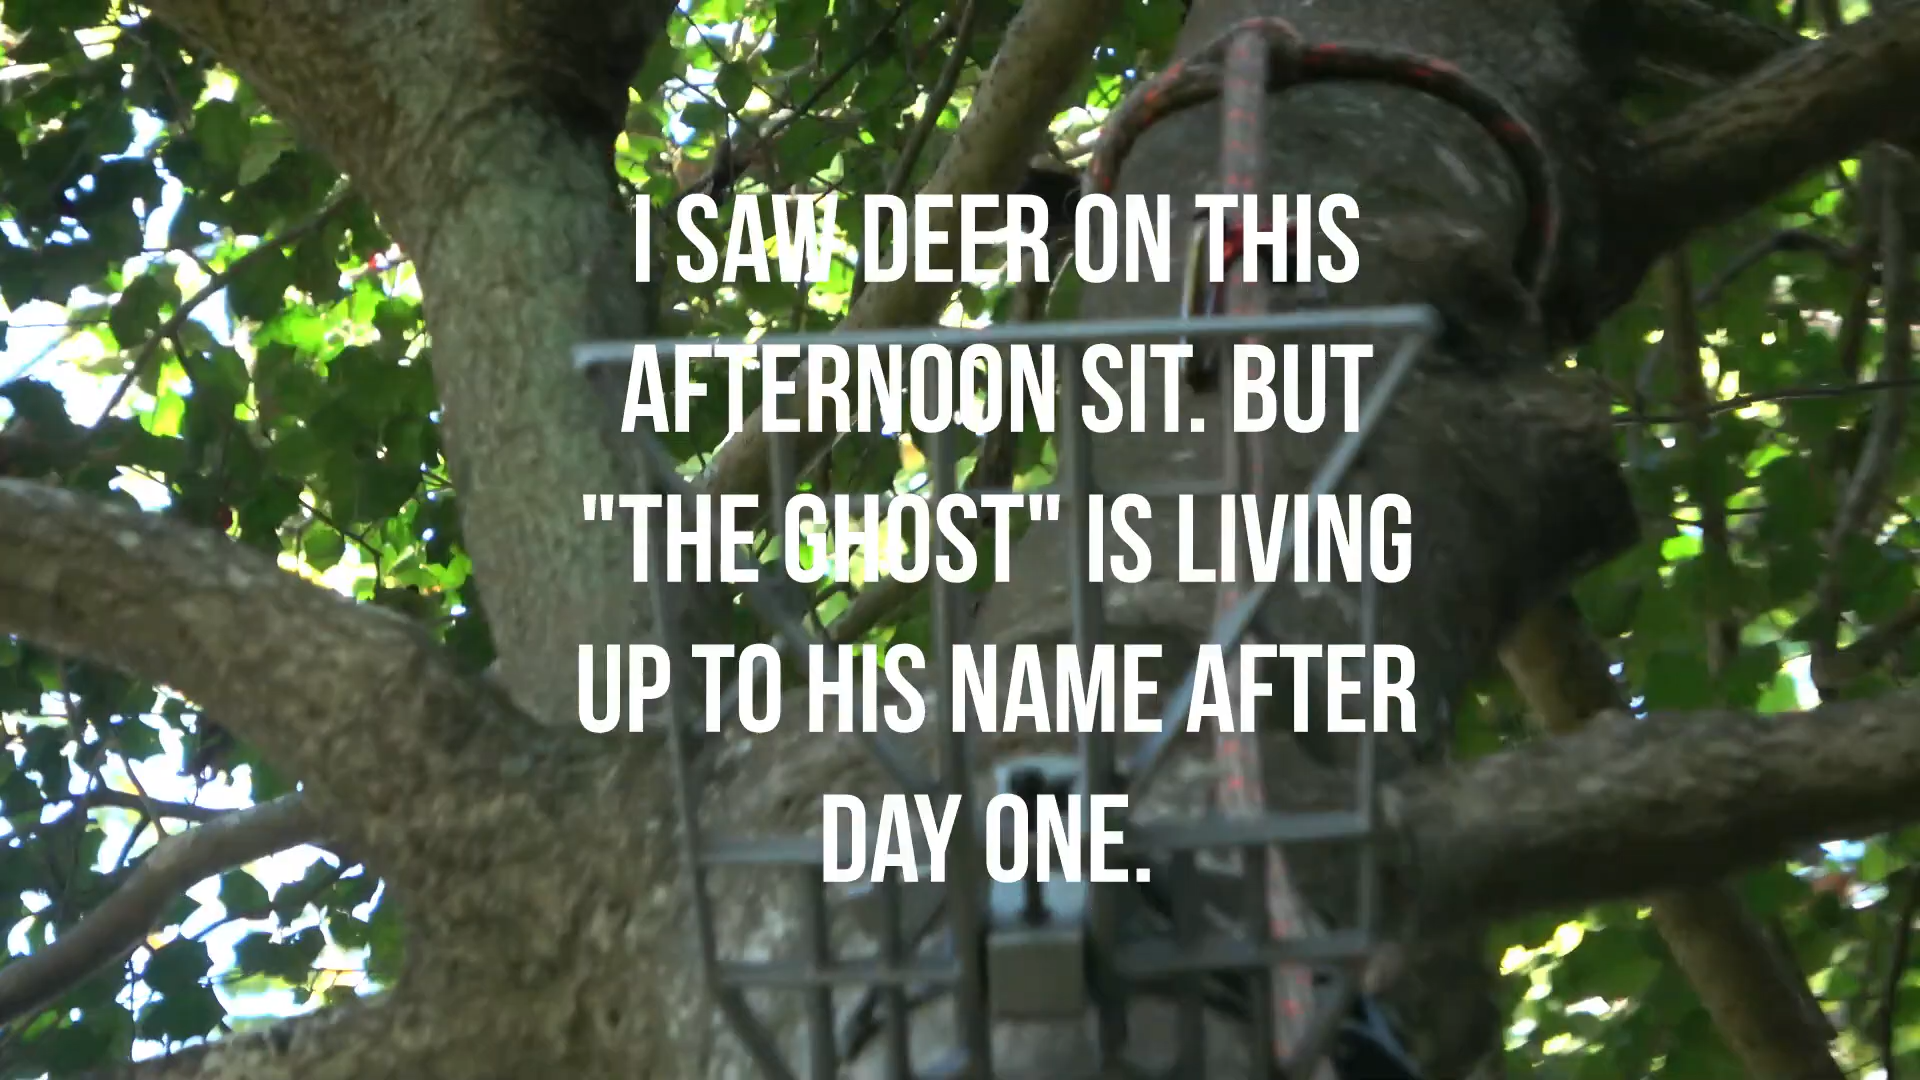 I SAW DEER ON THIS
AFTERNOON SIT. BUT
"THE GHOST" IS LIVING
UP TO HIS NAME AFTER
DAY ONE.